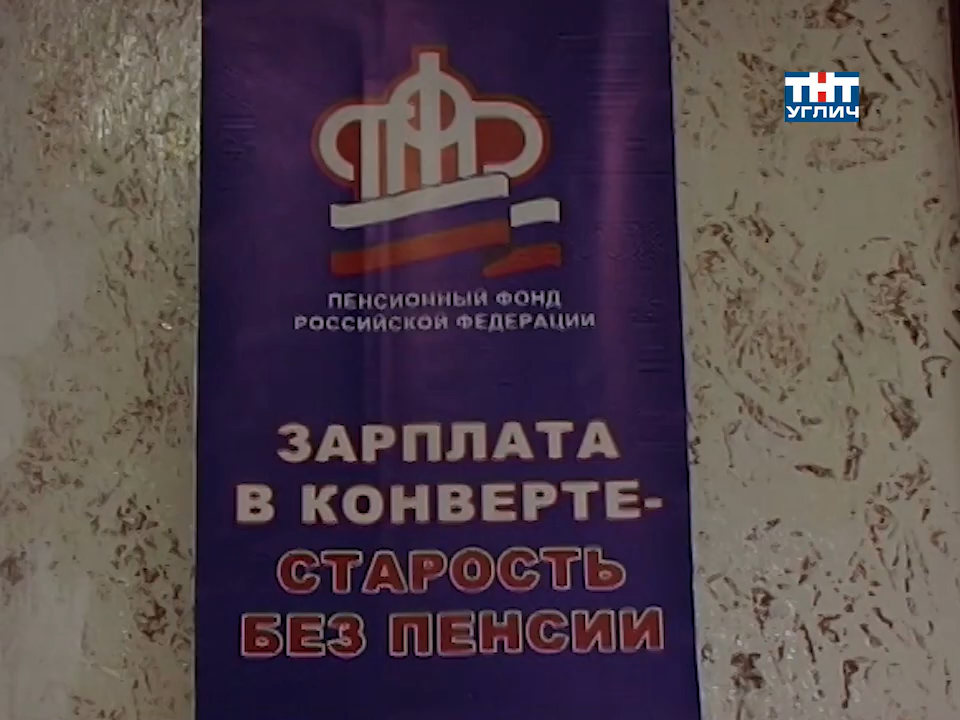 ТНТ
УГЛИЧ
ПЕНСИОННЫЙ ФОНД
РОССИЙСКОЙ ФЕДЕРАЦИИ
ЗАРПЛАТА
В КОНВЕРТЕ-
СТАРОСТЬ
БЕЗ ПЕНСИИ